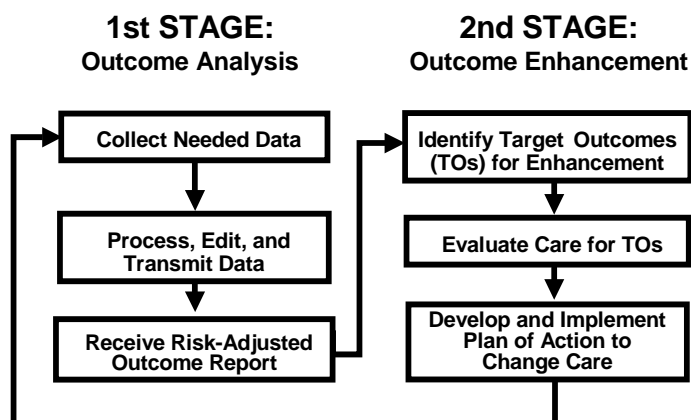 1st STAGE:
Outcome Analysis
Collect Needed Data
Process, Edit, and
Transmit Data
Receive Risk-Adjusted
Outcome Report
2nd STAGE:
Outcome Enhancement
Identify Target Outcomes
(TOs) for Enhancement
Evaluate Care for TOs
Develop and Implement
Plan of Action to
Change Care